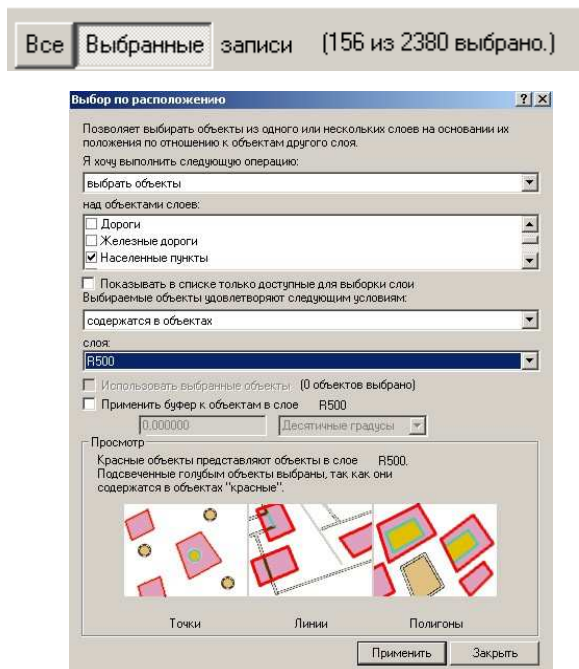 Все Выбранные записи (156 из 2380 выбрано.)
Выбор по расположению
Позволяет выбирать объекты из одного или нескольких слоев на основании их
положения по отношению к объектам другого слоя.
Я хочу выполнить следующую операцию:
выбрать объекты
над объектами слоев:
Дороги
Железные дороги
Населенные пункты
Показывать в списке только доступные для выборки слои
Выбираемые объекты удовлетворяют следующим условиям:
содержатся в объектах
слоя:
R500
Использовать выбранные объекты (0 объектов выбрано)
Применить буфер к объектам в слое R500
0.000000 Десятичные градусы
Просмотр
Красные объекты представляют объекты в слое R500.
Подсвеченные голубым объекты выбраны, так как они
содержатся в объектах "красные".
Точки Линии Полигоны
Применить Закрыть